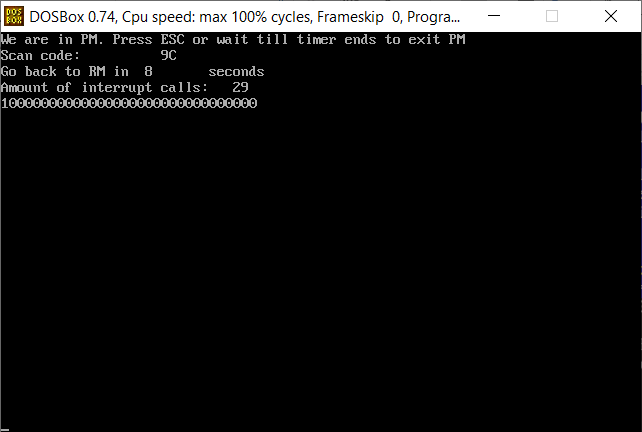 DOSBox 0.74, Cpu speed: max 100% cycles, Frameskip 0, Progra...
We are in PM. Press ESC or wait till timer ends to exit PM
Scan code: 9C
Go back to RM in 8 seconds
Amount of interrupt calls: 29
10000000000000000000000000000000